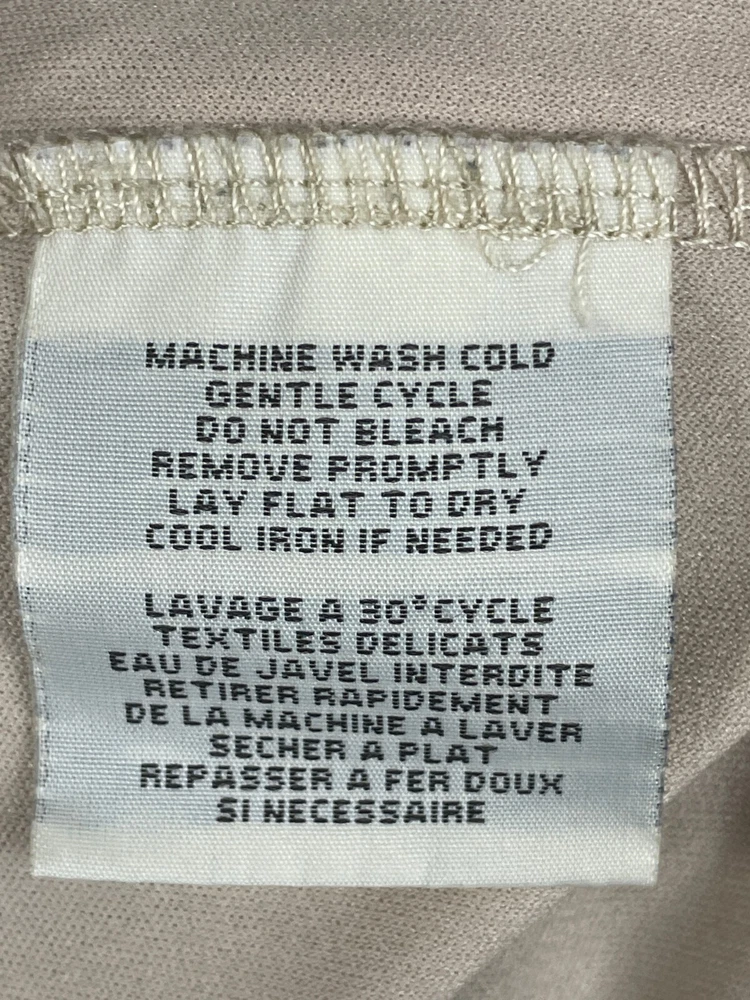 MACHINE WASH COLD
GENTLE CYCLE
DO NOT BLEACH
REMOVE PROMPTLY
LAY FLAT TO DRY
COOL IRON IF NEEDED
LAVAGE A 30° CYCLE
TEXTILES DELICATS
EAU DE JAVEL INTERDITE
RETIRER RAPIDEMENT
DE LA MACHINE A LAVER
SECHER A PLAT
REPASSER A FER DOUX
SI NECESSAIRE